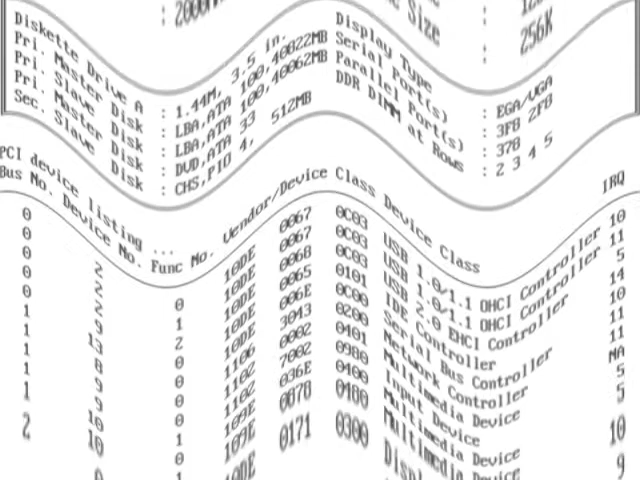 : 2000M
e Size : 256K
Diskette Drive A : 1.44M, 3.5 in. Display Type : EGA/VGA
Pri. Master Disk : LBA,ATA 100,40022MB Serial Port(s) : 3F8 2F8
Pri. Slave Disk : LBA,ATA 100,40062MB Parallel Port(s) : 378
Pri. Master Disk : DVD,ATA 33 DDR DIMM at Rows : 2 3 4 5
Sec. Slave Disk : CHS,PIO 4, 512MB
PCI device listing ...
Bus No. Device No. Func No. Vendor/Device Class Device Class IRQ
0 2 0 10DE 0067 0C03 USB 1.0/1.1 OHCI Controller 10
0 2 1 10DE 0067 0C03 USB 1.0/1.1 OHCI Controller 11
0 2 2 10DE 0068 0C03 USB 2.0 EHCI Controller 5
0 9 0 10DE 0065 0101 IDE Controller 14
0 13 0 10DE 006E 0C00 Serial Bus Controller 10
1 8 0 1106 3043 0200 Network Controller 11
1 9 0 1102 0002 0401 Multimedia Device 11
1 9 1 1102 7002 0980 Input Device NA
1 10 0 109E 036E 0400 Multimedia Device 5
1 10 1 109E 0878 0480 Multimedia Device 5
2 0 10DE 0171 0300 Displ 10
9